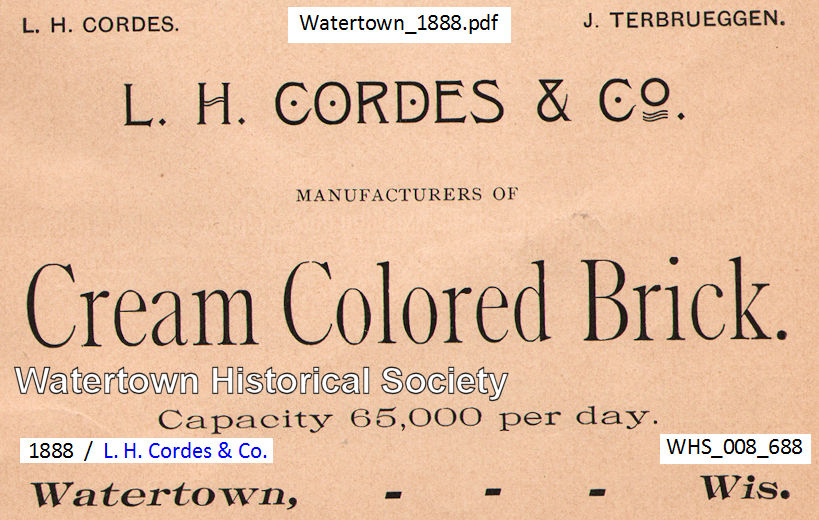 L. H. CORDES. Watertown_1888.pdf J. TERBRUEGGEN.
L. H. CORDES & Co.
MANUFACTURERS OF
Cream Colored Brick.
Watertown Historical Society
Capacity 65,000 per day.
1888 / L. H. Cordes & Co. WHS_008_688
Watertown, - - - Wis.